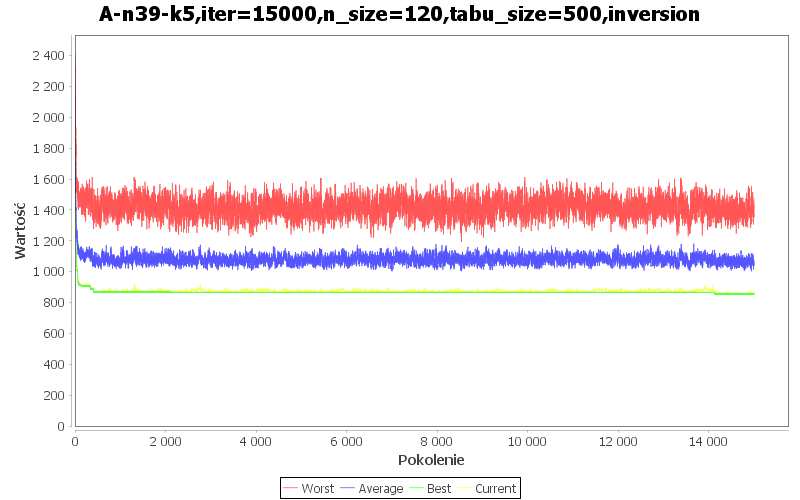 A-n39-k5,iter=15000,n_size=120,tabu_size=500,inversion
Wartość
2 400
2 200
2 000
1 800
1 600
1 400
1 200
1 000
800
600
400
200
0
0 2 000 4 000 6 000 8 000 10 000 12 000 14 000
Pokolenie
Worst Average Best Current